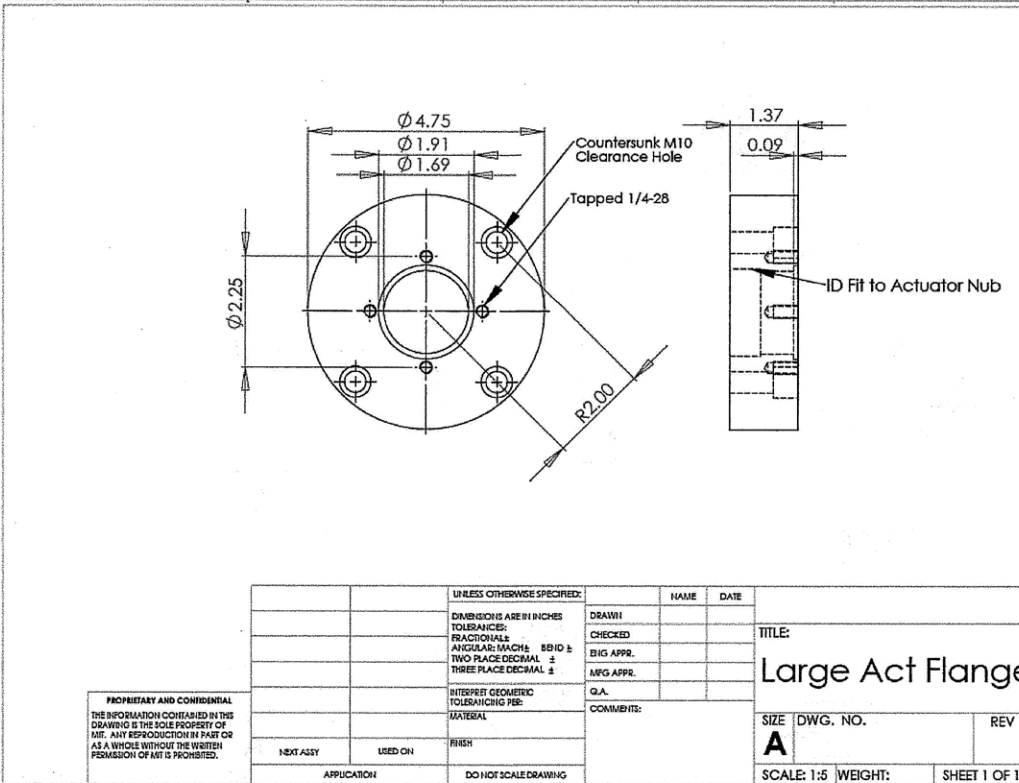 Ø 4.75
Ø 1.91
Ø 1.69
Countersunk M10
Clearance Hole
Tapped 1/4-28
1.37
0.09
Ø 2.25
ID Fit to Actuator Nub
R2.00
UNLESS OTHERWISE SPECIFIED:
DIMENSIONS ARE IN INCHES
TOLERANCES:
FRACTIONAL±
ANGULAR: MACH± BEND ±
TWO PLACE DECIMAL ±
THREE PLACE DECIMAL ±
INTERPRET GEOMETRIC
TOLERANCING PER:
MATERIAL
FINISH
DO NOT SCALE DRAWING
NAME DATE
DRAWN
CHECKED
ENG APPR.
MFG APPR.
Q.A.
COMMENTS:
TITLE:
Large Act Flange
SIZE DWG. NO. REV
A
SCALE: 1:5 WEIGHT: SHEET 1 OF 1
PROPRIETARY AND CONFIDENTIAL
THE INFORMATION CONTAINED IN THIS
DRAWING IS THE SOLE PROPERTY OF
MIT. ANY REPRODUCTION IN PART OR
AS A WHOLE WITHOUT THE WRITTEN
PERMISSION OF MIT IS PROHIBITED.
NEXT ASSY USED ON
APPLICATION